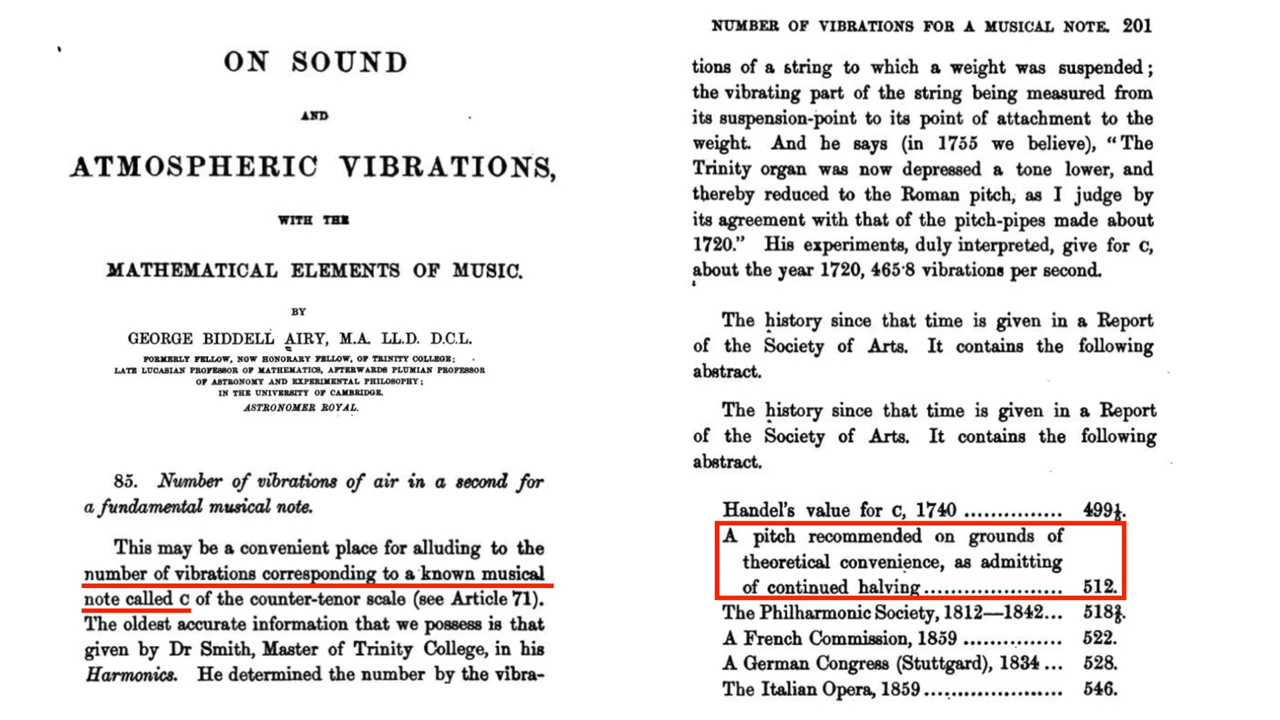 ON SOUND
AND
ATMOSPHERIC VIBRATIONS,
WITH THE
MATHEMATICAL ELEMENTS OF MUSIC.
BY
GEORGE BIDDELL AIRY, M.A. LL.D. D.C.L.
FORMERLY FELLOW, NOW HONORARY FELLOW, OF TRINITY COLLEGE;
LATE LUCASIAN PROFESSOR OF MATHEMATICS, AFTERWARDS PLUMIAN PROFESSOR
OF ASTRONOMY AND EXPERIMENTAL PHILOSOPHY;
IN THE UNIVERSITY OF CAMBRIDGE.
ASTRONOMER ROYAL.
85. Number of vibrations of air in a second for
a fundamental musical note.
This may be a convenient place for alluding to the
number of vibrations corresponding to a known musical
note called C of the counter-tenor scale (see Article 71).
The oldest accurate information that we possess is that
given by Dr Smith, Master of Trinity College, in his
Harmonics. He determined the number by the vibra-
NUMBER OF VIBRATIONS FOR A MUSICAL NOTE. 201
tions of a string to which a weight was suspended;
the vibrating part of the string being measured from
its suspension-point to its point of attachment to the
weight. And he says (in 1755 we believe), "The
Trinity organ was now depressed a tone lower, and
thereby reduced to the Roman pitch, as I judge by
its agreement with that of the pitch-pipes made about
1720." His experiments, duly interpreted, give for C,
about the year 1720, 465·8 vibrations per second.
The history since that time is given in a Report
of the Society of Arts. It contains the following
abstract.
The history since that time is given in a Report
of the Society of Arts. It contains the following
abstract.
Handel's value for C, 1740 ............... 499⅕.
A pitch recommended on grounds of
theoretical convenience, as admitting
of continued halving..................... 512.
The Philharmonic Society, 1812—1842... 518⅖.
A French Commission, 1859 ............... 522.
A German Congress (Stuttgard), 1834 ... 528.
The Italian Opera, 1859..................... 546.